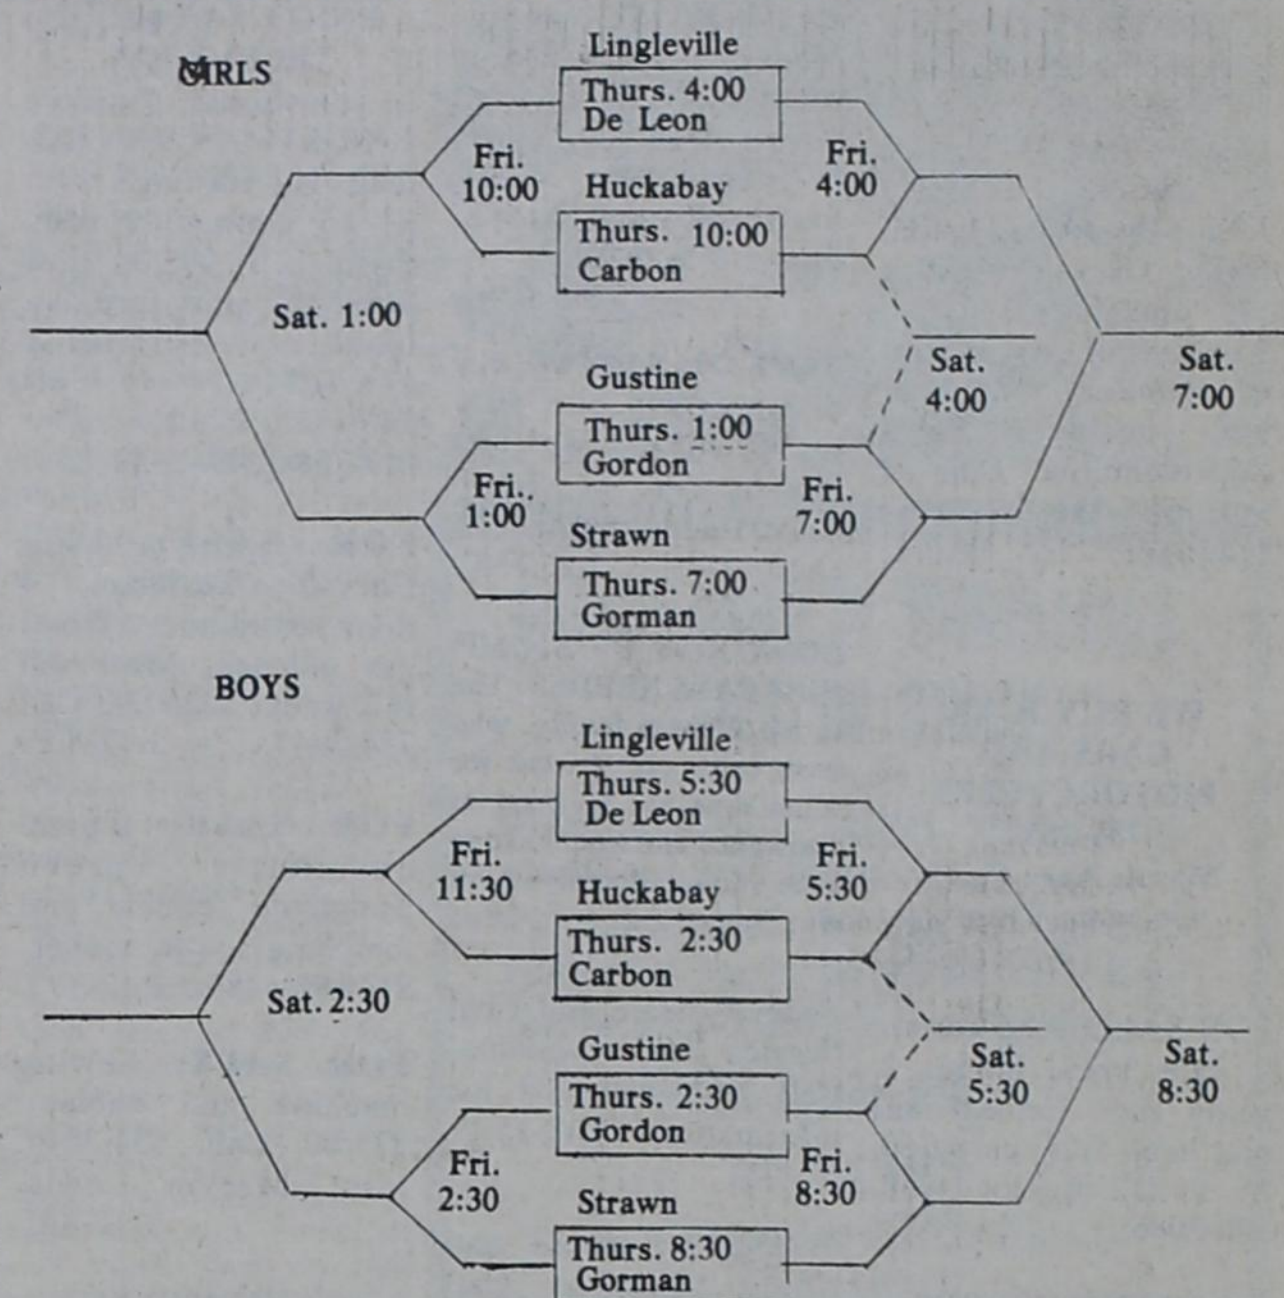 GIRLS
Lingleville
Thurs. 4:00
De Leon
Fri.
10:00
Fri.
4:00
Huckabay
Thurs. 10:00
Carbon
Sat. 1:00
Sat.
4:00
Sat.
7:00
Gustine
Thurs. 1:00
Gordon
Fri.
1:00
Fri.
7:00
Strawn
Thurs. 7:00
Gorman
BOYS
Lingleville
Thurs. 5:30
De Leon
Fri.
11:30
Fri.
5:30
Huckabay
Thurs. 2:30
Carbon
Sat. 2:30
Sat.
5:30
Sat.
8:30
Gustine
Thurs. 2:30
Gordon
Fri.
2:30
Fri.
8:30
Strawn
Thurs. 8:30
Gorman